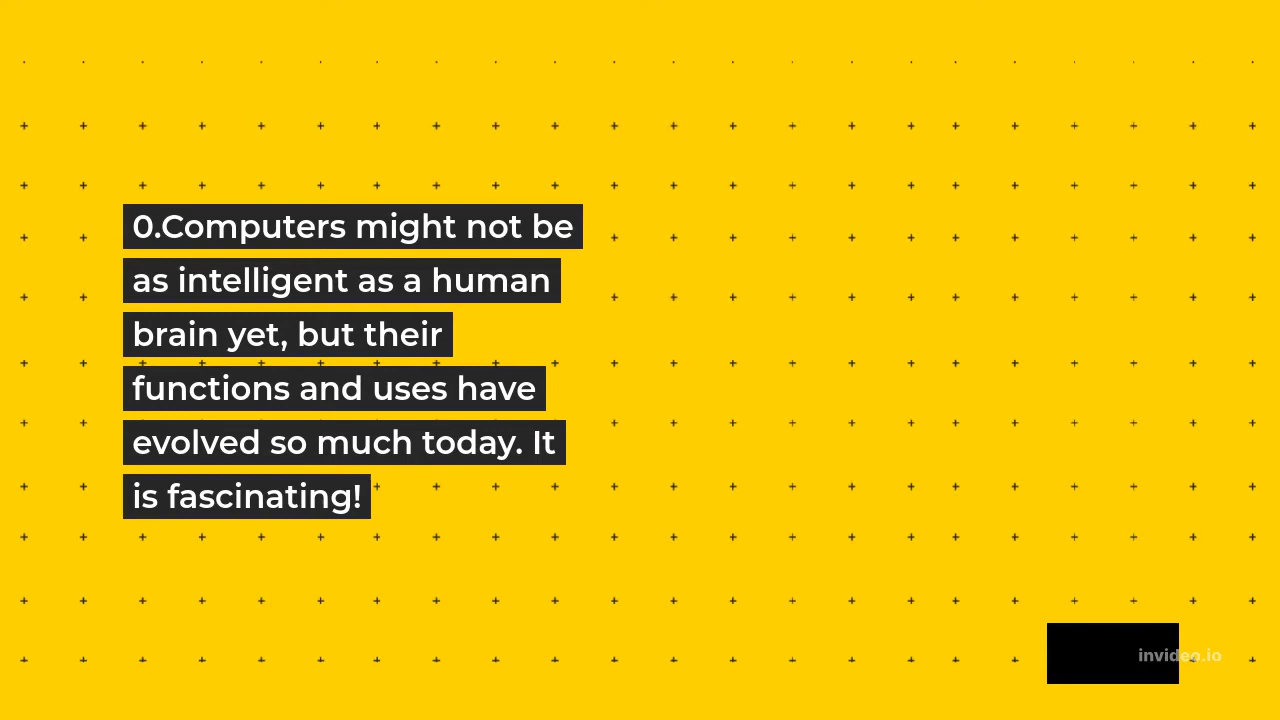 0.Computers might not be
as intelligent as a human
brain yet, but their
functions and uses have
evolved so much today. It
is fascinating!
invideo.io